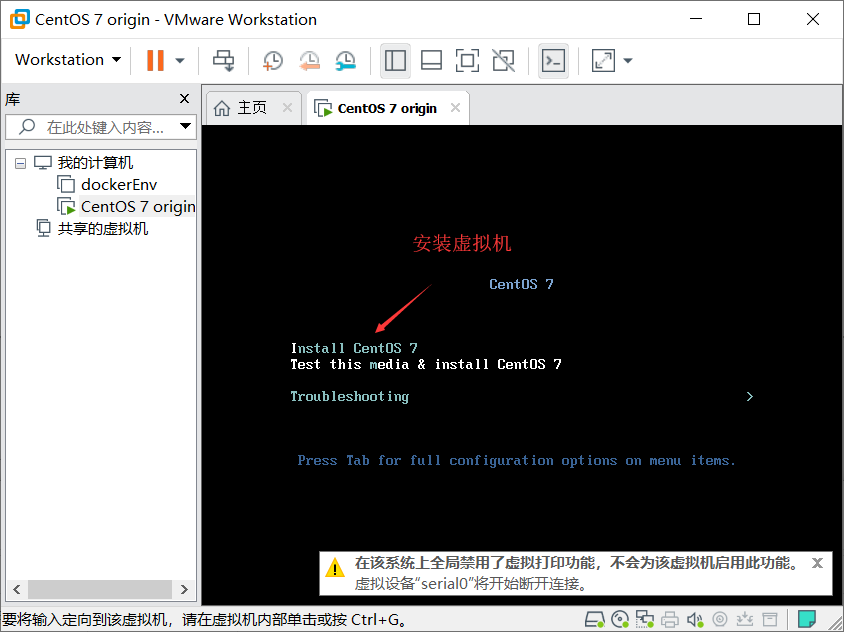 CentOS 7 origin - VMware Workstation
Workstation
库
主页
CentOS 7 origin
在此处键入内容...
我的计算机
dockerEnv
CentOS 7 origin
共享的虚拟机
安装虚拟机
CentOS 7
Install CentOS 7
Test this media & install CentOS 7
Troubleshooting
Press Tab for full configuration options on menu items.
在该系统上全局禁用了虚拟打印功能，不会为该虚拟机启用此功能。
虚拟设备“serial0”将开始断开连接。
要将输入定向到该虚拟机，请在虚拟机内部单击或按 Ctrl+G。